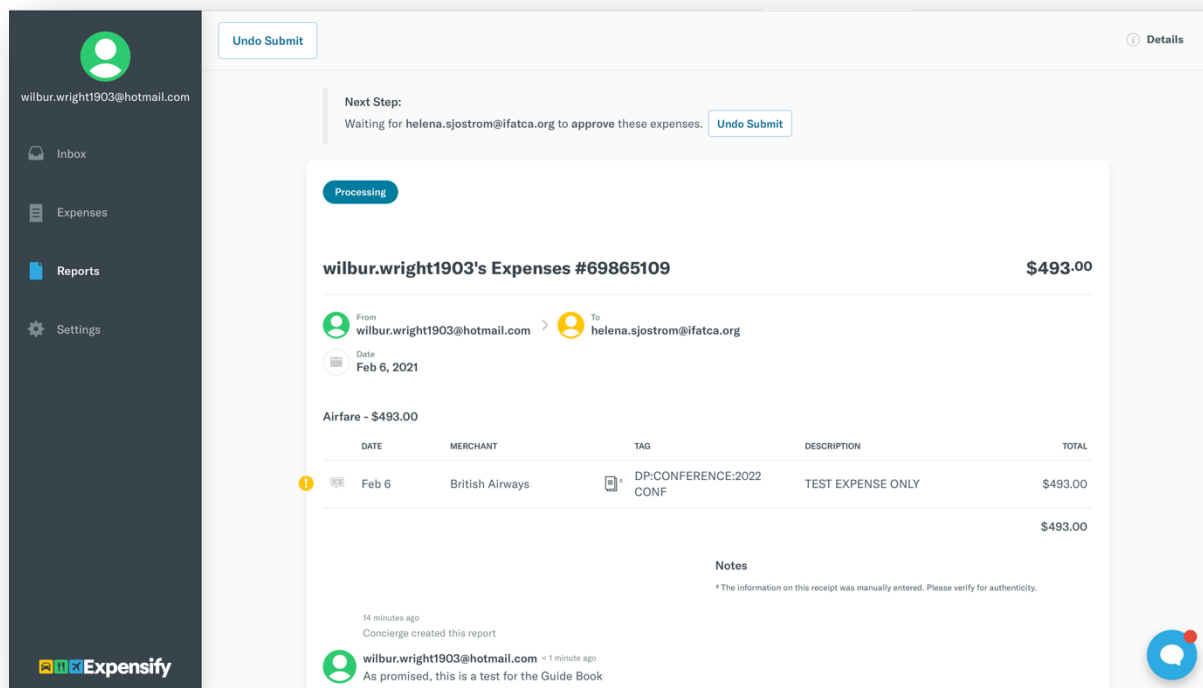 Undo Submit
Details
wilbur.wright1903@hotmail.com
Inbox
Expenses
Reports
Settings
Expensify
Next Step:
Waiting for helena.sjostrom@ifatca.org to approve these expenses. Undo Submit
Processing
wilbur.wright1903's Expenses #69865109 $493.00
From
wilbur.wright1903@hotmail.com
To
helena.sjostrom@ifatca.org
Date
Feb 6, 2021
Airfare - $493.00
DATE MERCHANT TAG DESCRIPTION TOTAL
Feb 6 British Airways * DP:CONFERENCE:2022 CONF TEST EXPENSE ONLY $493.00
$493.00
Notes
* The information on this receipt was manually entered. Please verify for authenticity.
14 minutes ago
Concierge created this report
wilbur.wright1903@hotmail.com < 1 minute ago
As promised, this is a test for the Guide Book